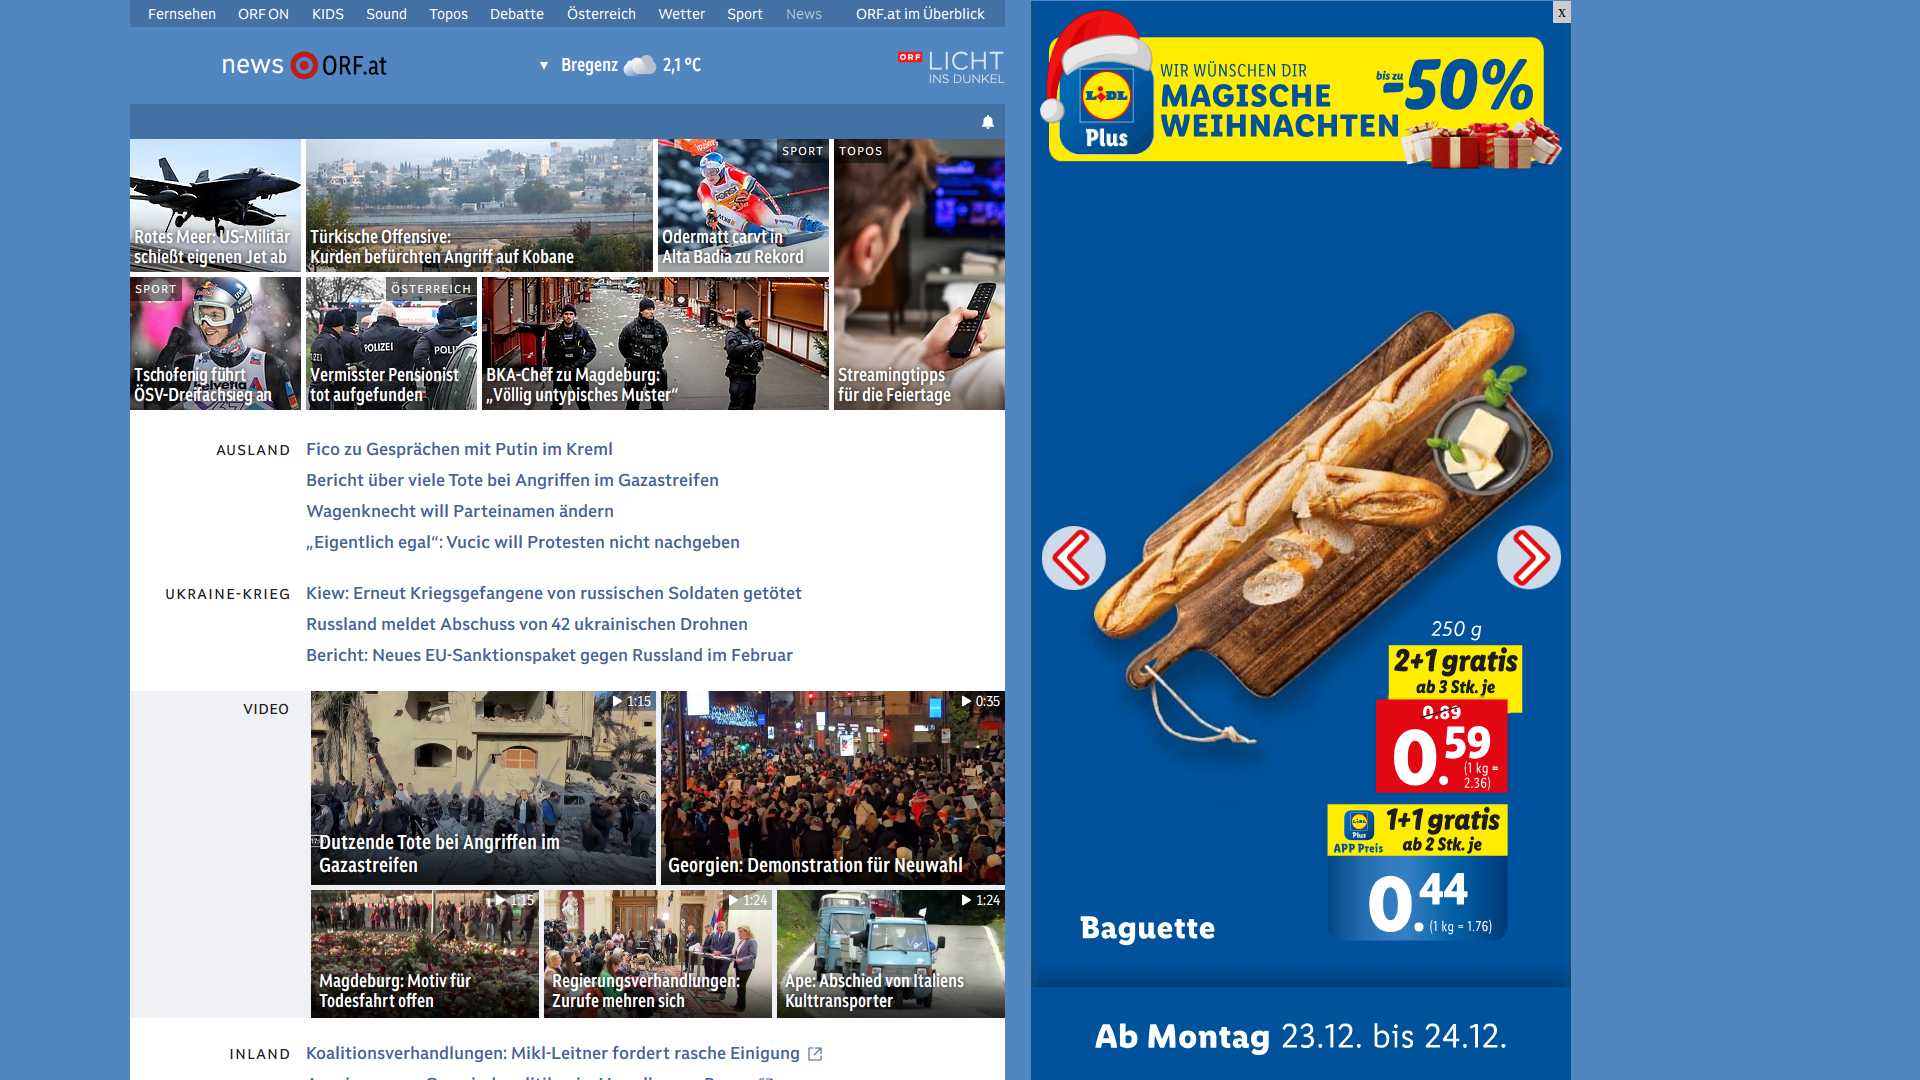 Fernsehen ORF ON KIDS Sound Topos Debatte Österreich Wetter Sport News ORF.at im Überblick
news ORF.at
Bregenz 2,1 °C
ORF LICHT
INS DUNKEL
Rotes Meer: US-Militär
schießt eigenen Jet ab
Türkische Offensive:
Kurden befürchten Angriff auf Kobane
SPORT
Odermatt carvt in
Alta Badia zu Rekord
TOPOS
Streamingtipps
für die Feiertage
SPORT
Tschofenig führt
ÖSV-Dreifachsieg an
ÖSTERREICH
POLIZEI
Vermisster Pensionist
tot aufgefunden
BKA-Chef zu Magdeburg:
„Völlig untypisches Muster“
AUSLAND
Fico zu Gesprächen mit Putin im Kreml
Bericht über viele Tote bei Angriffen im Gazastreifen
Wagenknecht will Parteinamen ändern
„Eigentlich egal“: Vucic will Protesten nicht nachgeben
UKRAINE-KRIEG
Kiew: Erneut Kriegsgefangene von russischen Soldaten getötet
Russland meldet Abschuss von 42 ukrainischen Drohnen
Bericht: Neues EU-Sanktionspaket gegen Russland im Februar
VIDEO
1:15
Dutzende Tote bei Angriffen im
Gazastreifen
0:35
Georgien: Demonstration für Neuwahl
1:15
Magdeburg: Motiv für
Todesfahrt offen
1:24
Regierungsverhandlungen:
Zurufe mehren sich
1:24
Ape: Abschied von Italiens
Kulttransporter
INLAND
Koalitionsverhandlungen: Mikl-Leitner fordert rasche Einigung
x
LIDL
Plus
WIR WÜNSCHEN DIR
MAGISCHE
WEIHNACHTEN
bis zu
-50%
250 g
2+1 gratis
ab 3 Stk. je
0.89
0.59
(1 kg =
2.36)
LIDL
Plus
APP Preis
1+1 gratis
ab 2 Stk. je
0.44
(1 kg = 1.76)
Baguette
Ab Montag 23.12. bis 24.12.